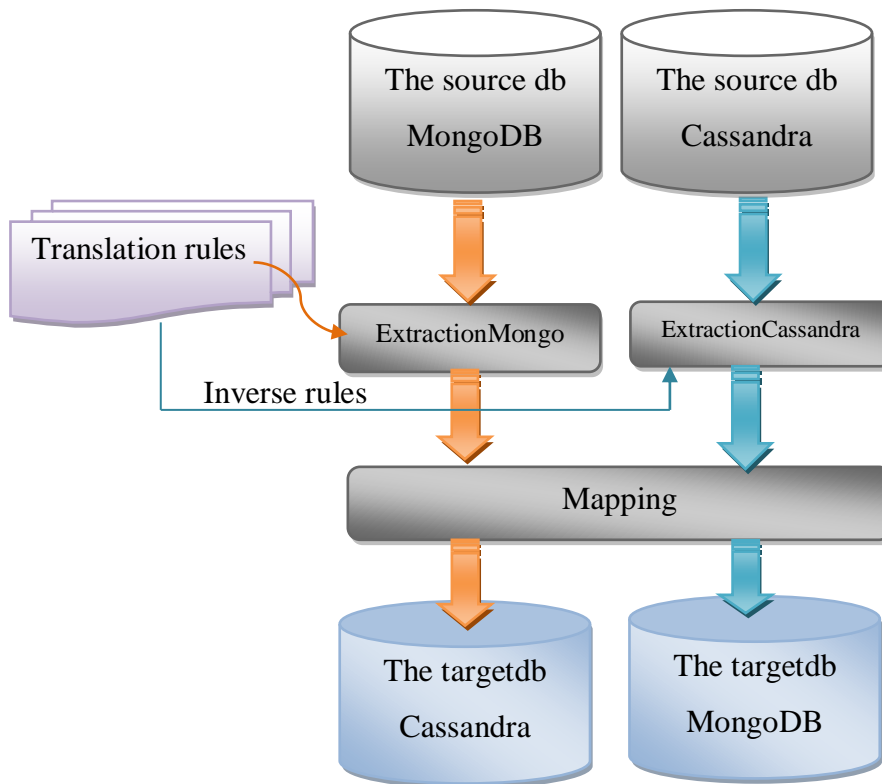 The source db
MongoDB
The source db
Cassandra
Translation rules
ExtractionMongo
ExtractionCassandra
Inverse rules
Mapping
The targetdb
Cassandra
The targetdb
MongoDB